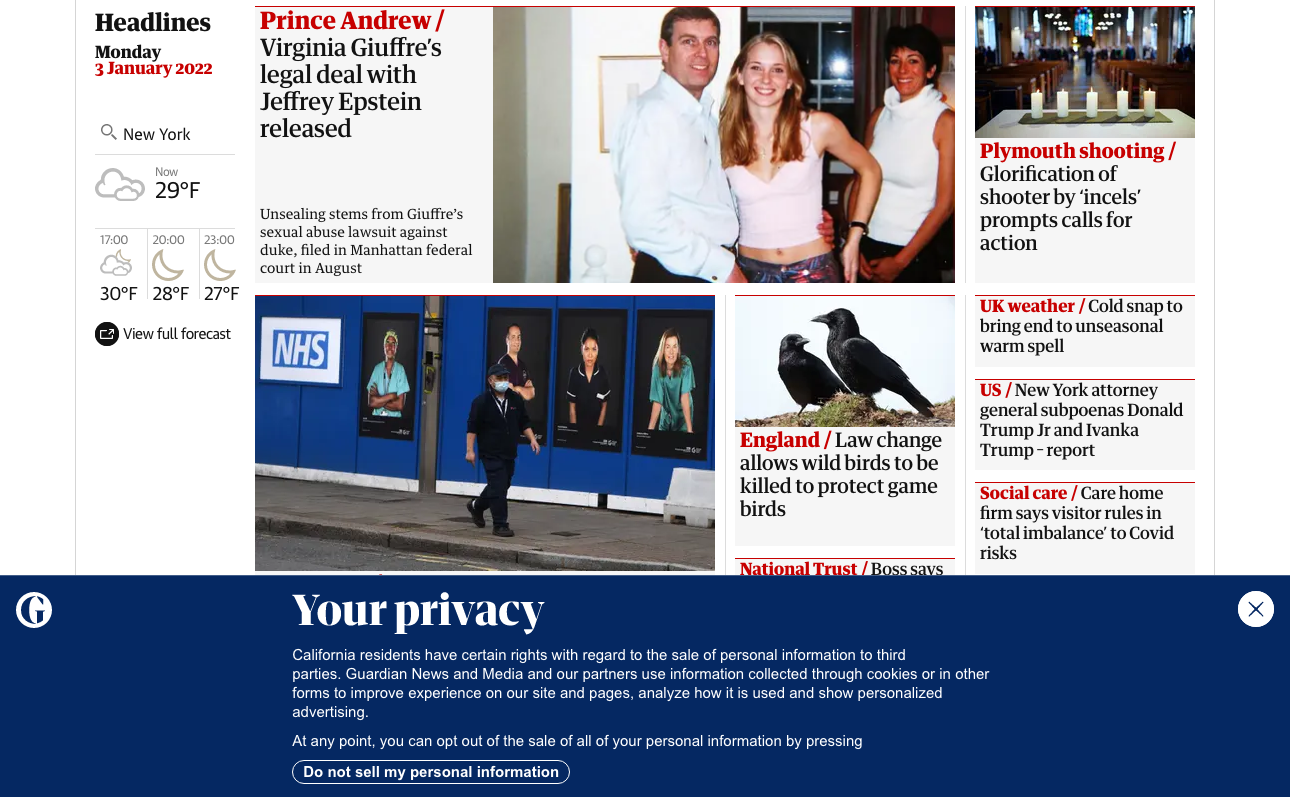 Headlines
Monday
3 January 2022
New York
Now
29°F
17:00
20:00
23:00
30°F
28°F
27°F
View full forecast
Prince Andrew /
Virginia Giuffre’s
legal deal with
Jeffrey Epstein
released
Unsealing stems from Giuffre’s
sexual abuse lawsuit against
duke, filed in Manhattan federal
court in August
Plymouth shooting /
Glorification of
shooter by ‘incels’
prompts calls for
action
NHS
England / Law change
allows wild birds to be
killed to protect game
birds
National Trust / Boss says
UK weather / Cold snap to
bring end to unseasonal
warm spell
US / New York attorney
general subpoenas Donald
Trump Jr and Ivanka
Trump – report
Social care / Care home
firm says visitor rules in
‘total imbalance’ to Covid
risks
G
Your privacy
California residents have certain rights with regard to the sale of personal information to third
parties. Guardian News and Media and our partners use information collected through cookies or in other
forms to improve experience on our site and pages, analyze how it is used and show personalized
advertising.
At any point, you can opt out of the sale of all of your personal information by pressing
Do not sell my personal information